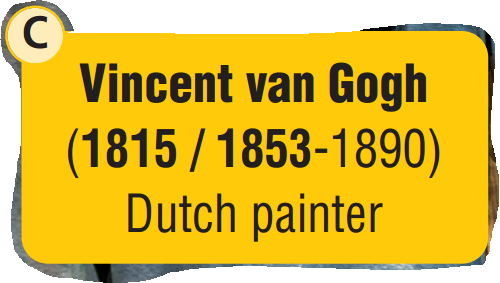 C
Vincent van Gogh
(1815 / 1853-1890)
Dutch painter